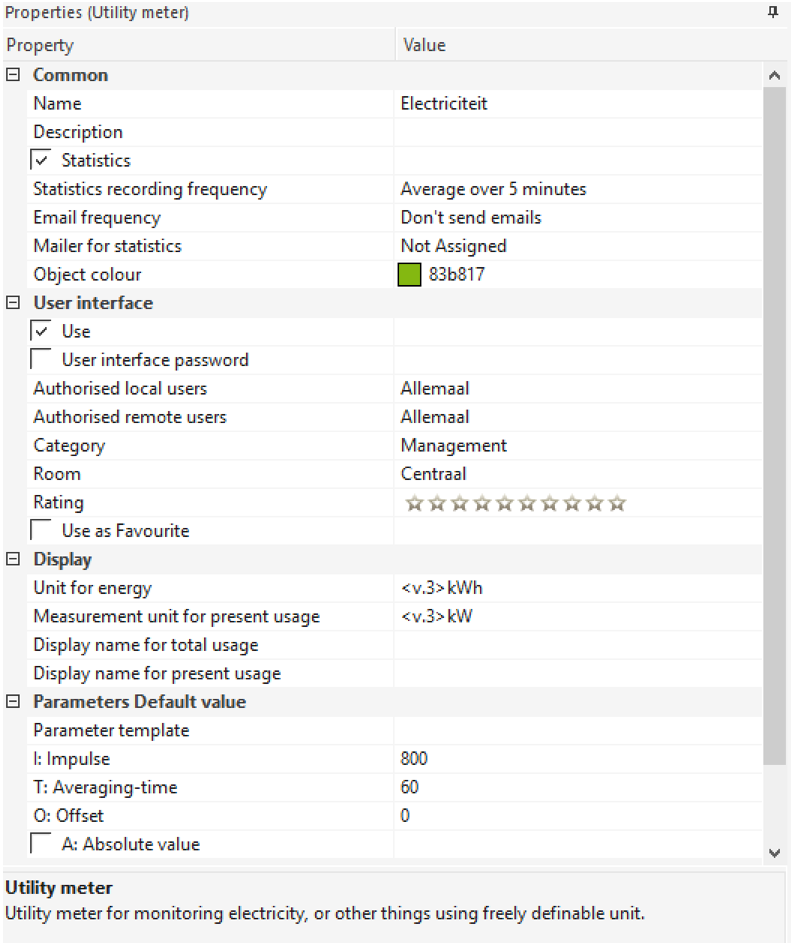 Properties (Utility meter)
Property Value
Common
Name Electriciteit
Description
Statistics
Statistics recording frequency Average over 5 minutes
Email frequency Don't send emails
Mailer for statistics Not Assigned
Object colour 83b817
User interface
Use
User interface password
Authorised local users Allemaal
Authorised remote users Allemaal
Category Management
Room Centraal
Rating
Use as Favourite
Display
Unit for energy <v.3>kWh
Measurement unit for present usage <v.3>kW
Display name for total usage
Display name for present usage
Parameters Default value
Parameter template
I: Impulse 800
T: Averaging-time 60
O: Offset 0
A: Absolute value
Utility meter
Utility meter for monitoring electricity, or other things using freely definable unit.